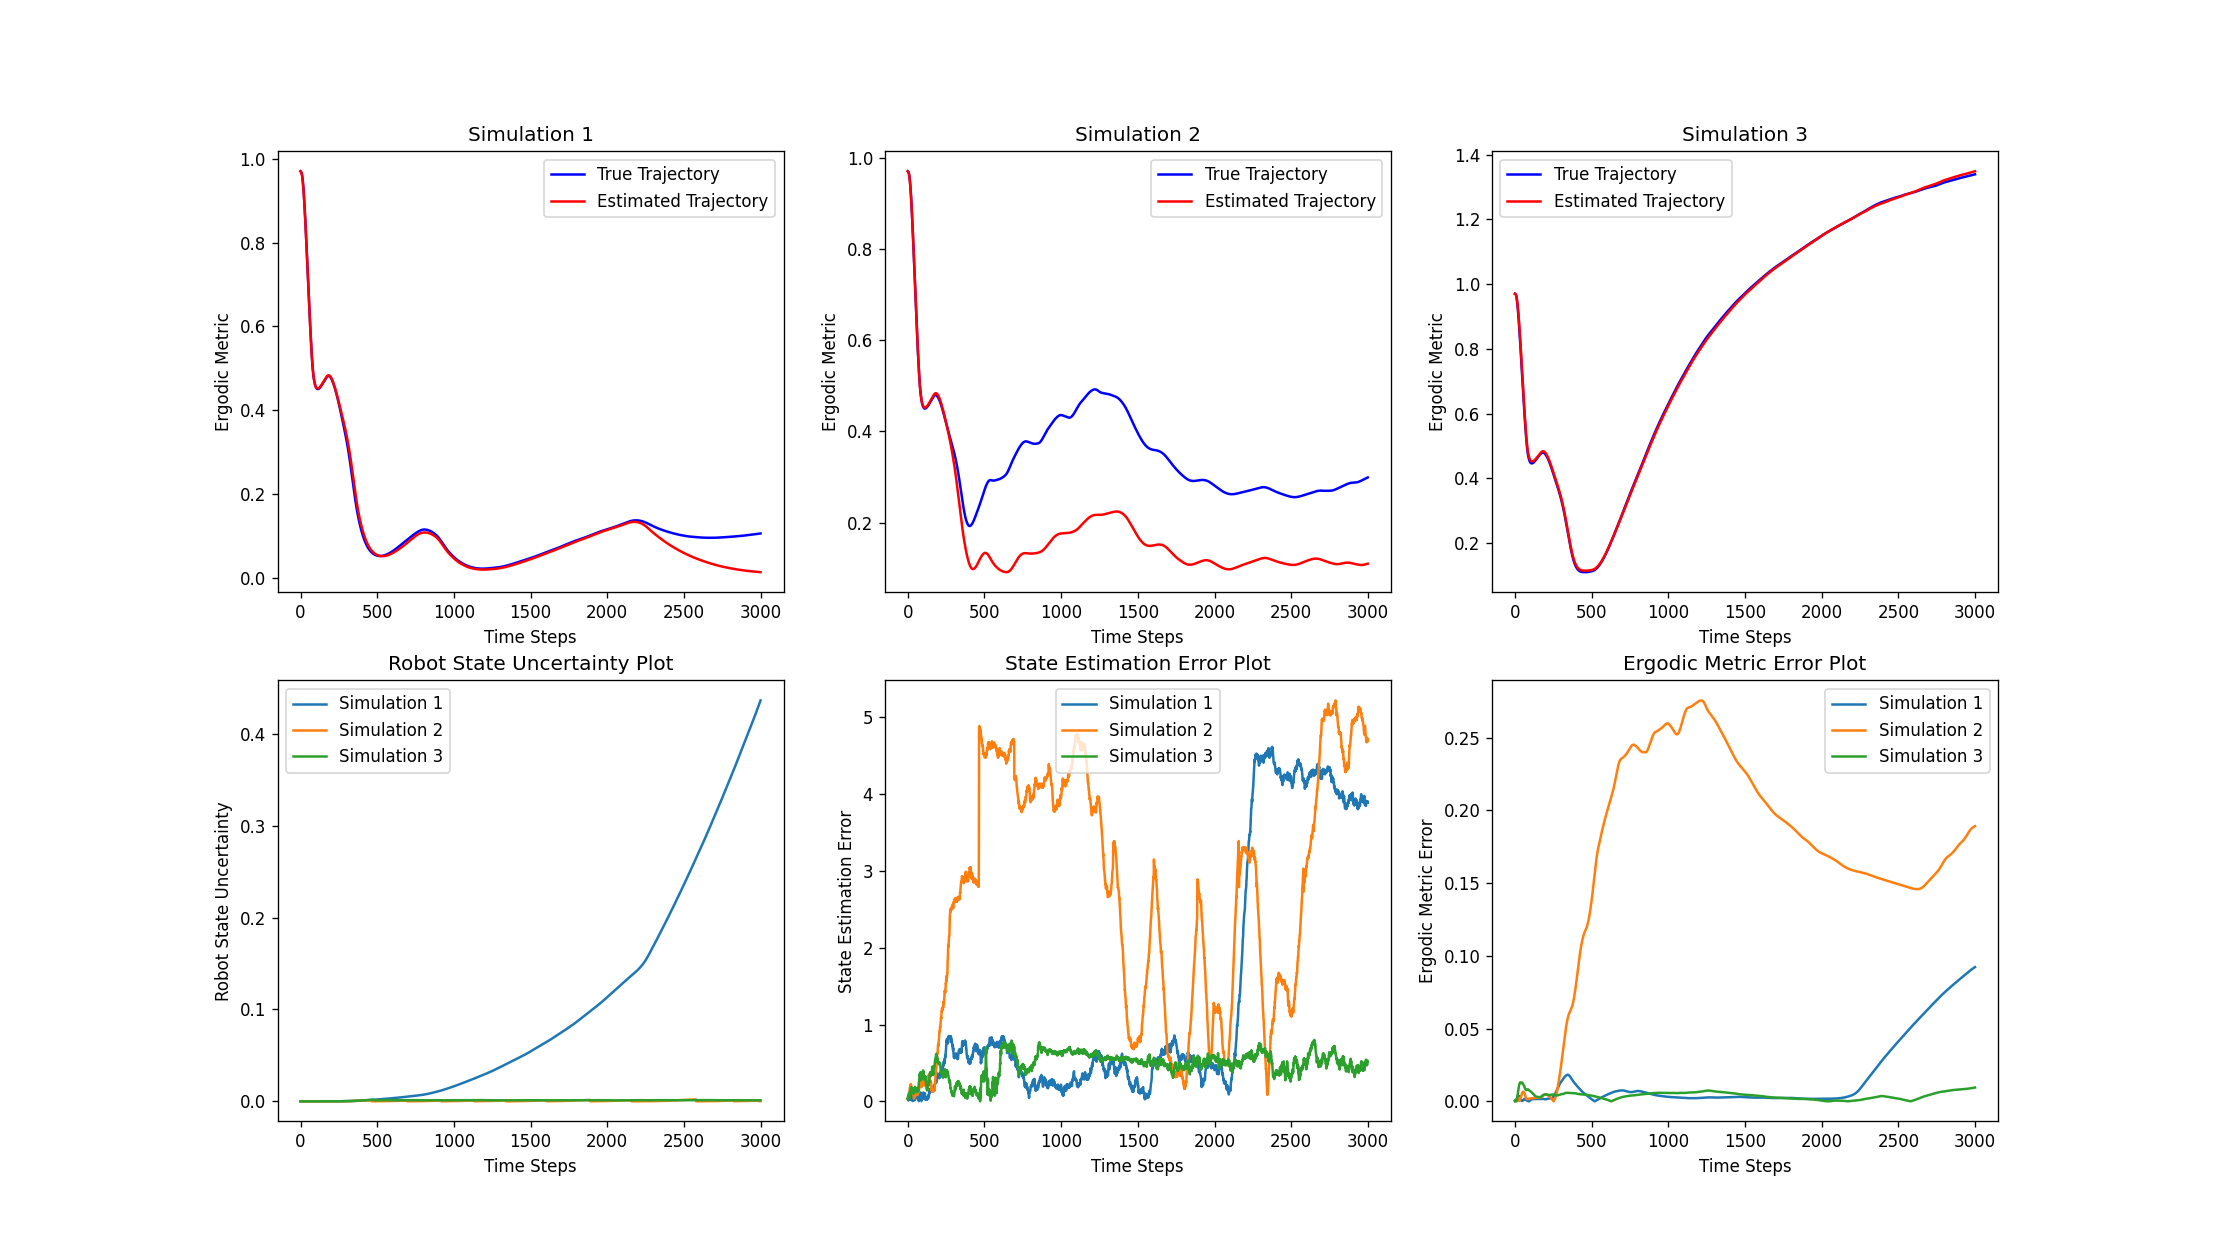 Simulation 1
Ergodic Metric
1.0
0.8
0.6
0.4
0.2
0.0
True Trajectory
Estimated Trajectory
0 500 1000 1500 2000 2500 3000
Time Steps
Simulation 2
Ergodic Metric
1.0
0.8
0.6
0.4
0.2
True Trajectory
Estimated Trajectory
0 500 1000 1500 2000 2500 3000
Time Steps
Simulation 3
Ergodic Metric
1.4
1.2
1.0
0.8
0.6
0.4
0.2
True Trajectory
Estimated Trajectory
0 500 1000 1500 2000 2500 3000
Time Steps
Robot State Uncertainty Plot
Robot State Uncertainty
0.4
0.3
0.2
0.1
0.0
Simulation 1
Simulation 2
Simulation 3
0 500 1000 1500 2000 2500 3000
Time Steps
State Estimation Error Plot
State Estimation Error
5
4
3
2
1
0
Simulation 1
Simulation 2
Simulation 3
0 500 1000 1500 2000 2500 3000
Time Steps
Ergodic Metric Error Plot
Ergodic Metric Error
0.25
0.20
0.15
0.10
0.05
0.00
Simulation 1
Simulation 2
Simulation 3
0 500 1000 1500 2000 2500 3000
Time Steps